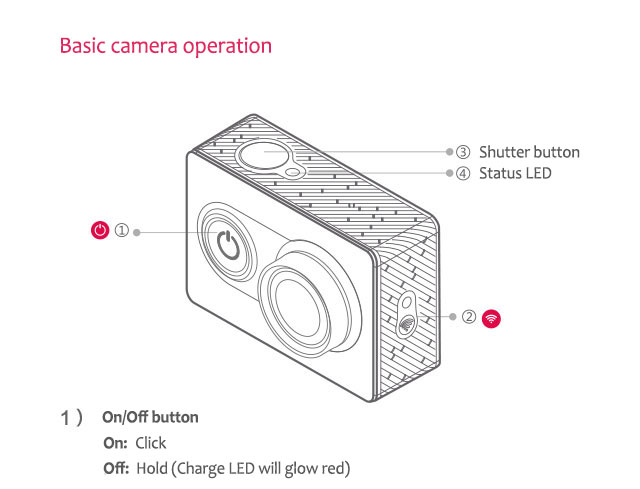 Basic camera operation
③ Shutter button
④ Status LED
①
②
1） On/Off button
On: Click
Off: Hold (Charge LED will glow red)